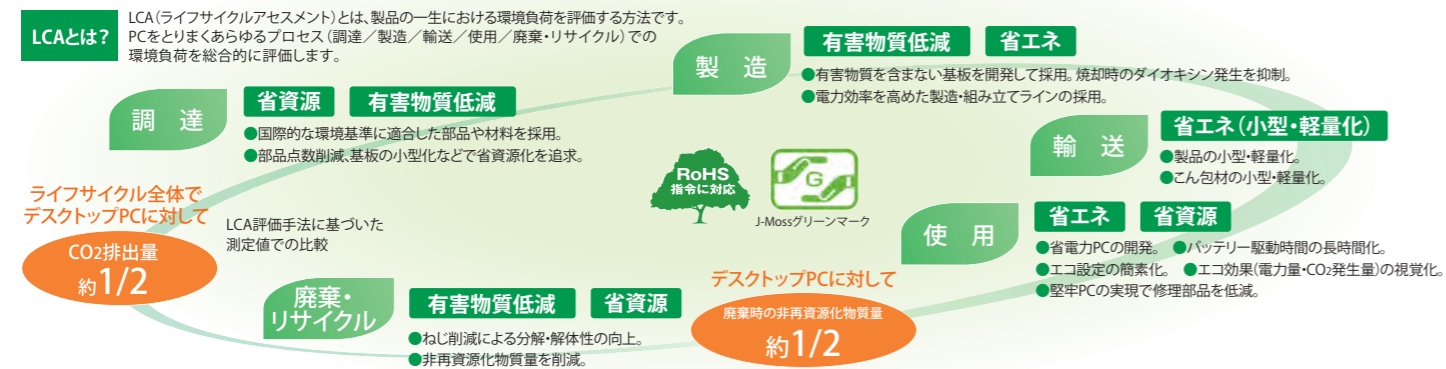 LCAとは?
LCA(ライフサイクルアセスメント)とは、製品の一生における環境負荷を評価する方法です。
PCをとりまくあらゆるプロセス(調達/製造/輸送/使用/廃棄・リサイクル)での
環境負荷を総合的に評価します。
調 達
省資源 有害物質低減
●国際的な環境基準に適合した部品や材料を採用。
●部品点数削減、基板の小型化などで省資源化を追求。
製 造
有害物質低減 省エネ
●有害物質を含まない基板を開発して採用。焼却時のダイオキシン発生を抑制。
●電力効率を高めた製造・組み立てラインの採用。
輸 送
省エネ(小型・軽量化)
●製品の小型・軽量化。
●こん包材の小型・軽量化。
RoHS
指令に対応
G
J-Mossグリーンマーク
使 用
省エネ 省資源
●省電力PCの開発。 ●バッテリー駆動時間の長時間化。
●エコ設定の簡素化。 ●エコ効果(電力量・CO2発生量)の視覚化。
●堅牢PCの実現で修理部品を低減。
デスクトップPCに対して
廃棄時の非再資源化物質量
約1/2
廃棄・
リサイクル
有害物質低減 省資源
●ねじ削減による分解・解体性の向上。
●非再資源化物質量を削減。
ライフサイクル全体で
デスクトップPCに対して
CO2排出量
約1/2
LCA評価手法に基づいた
測定値での比較